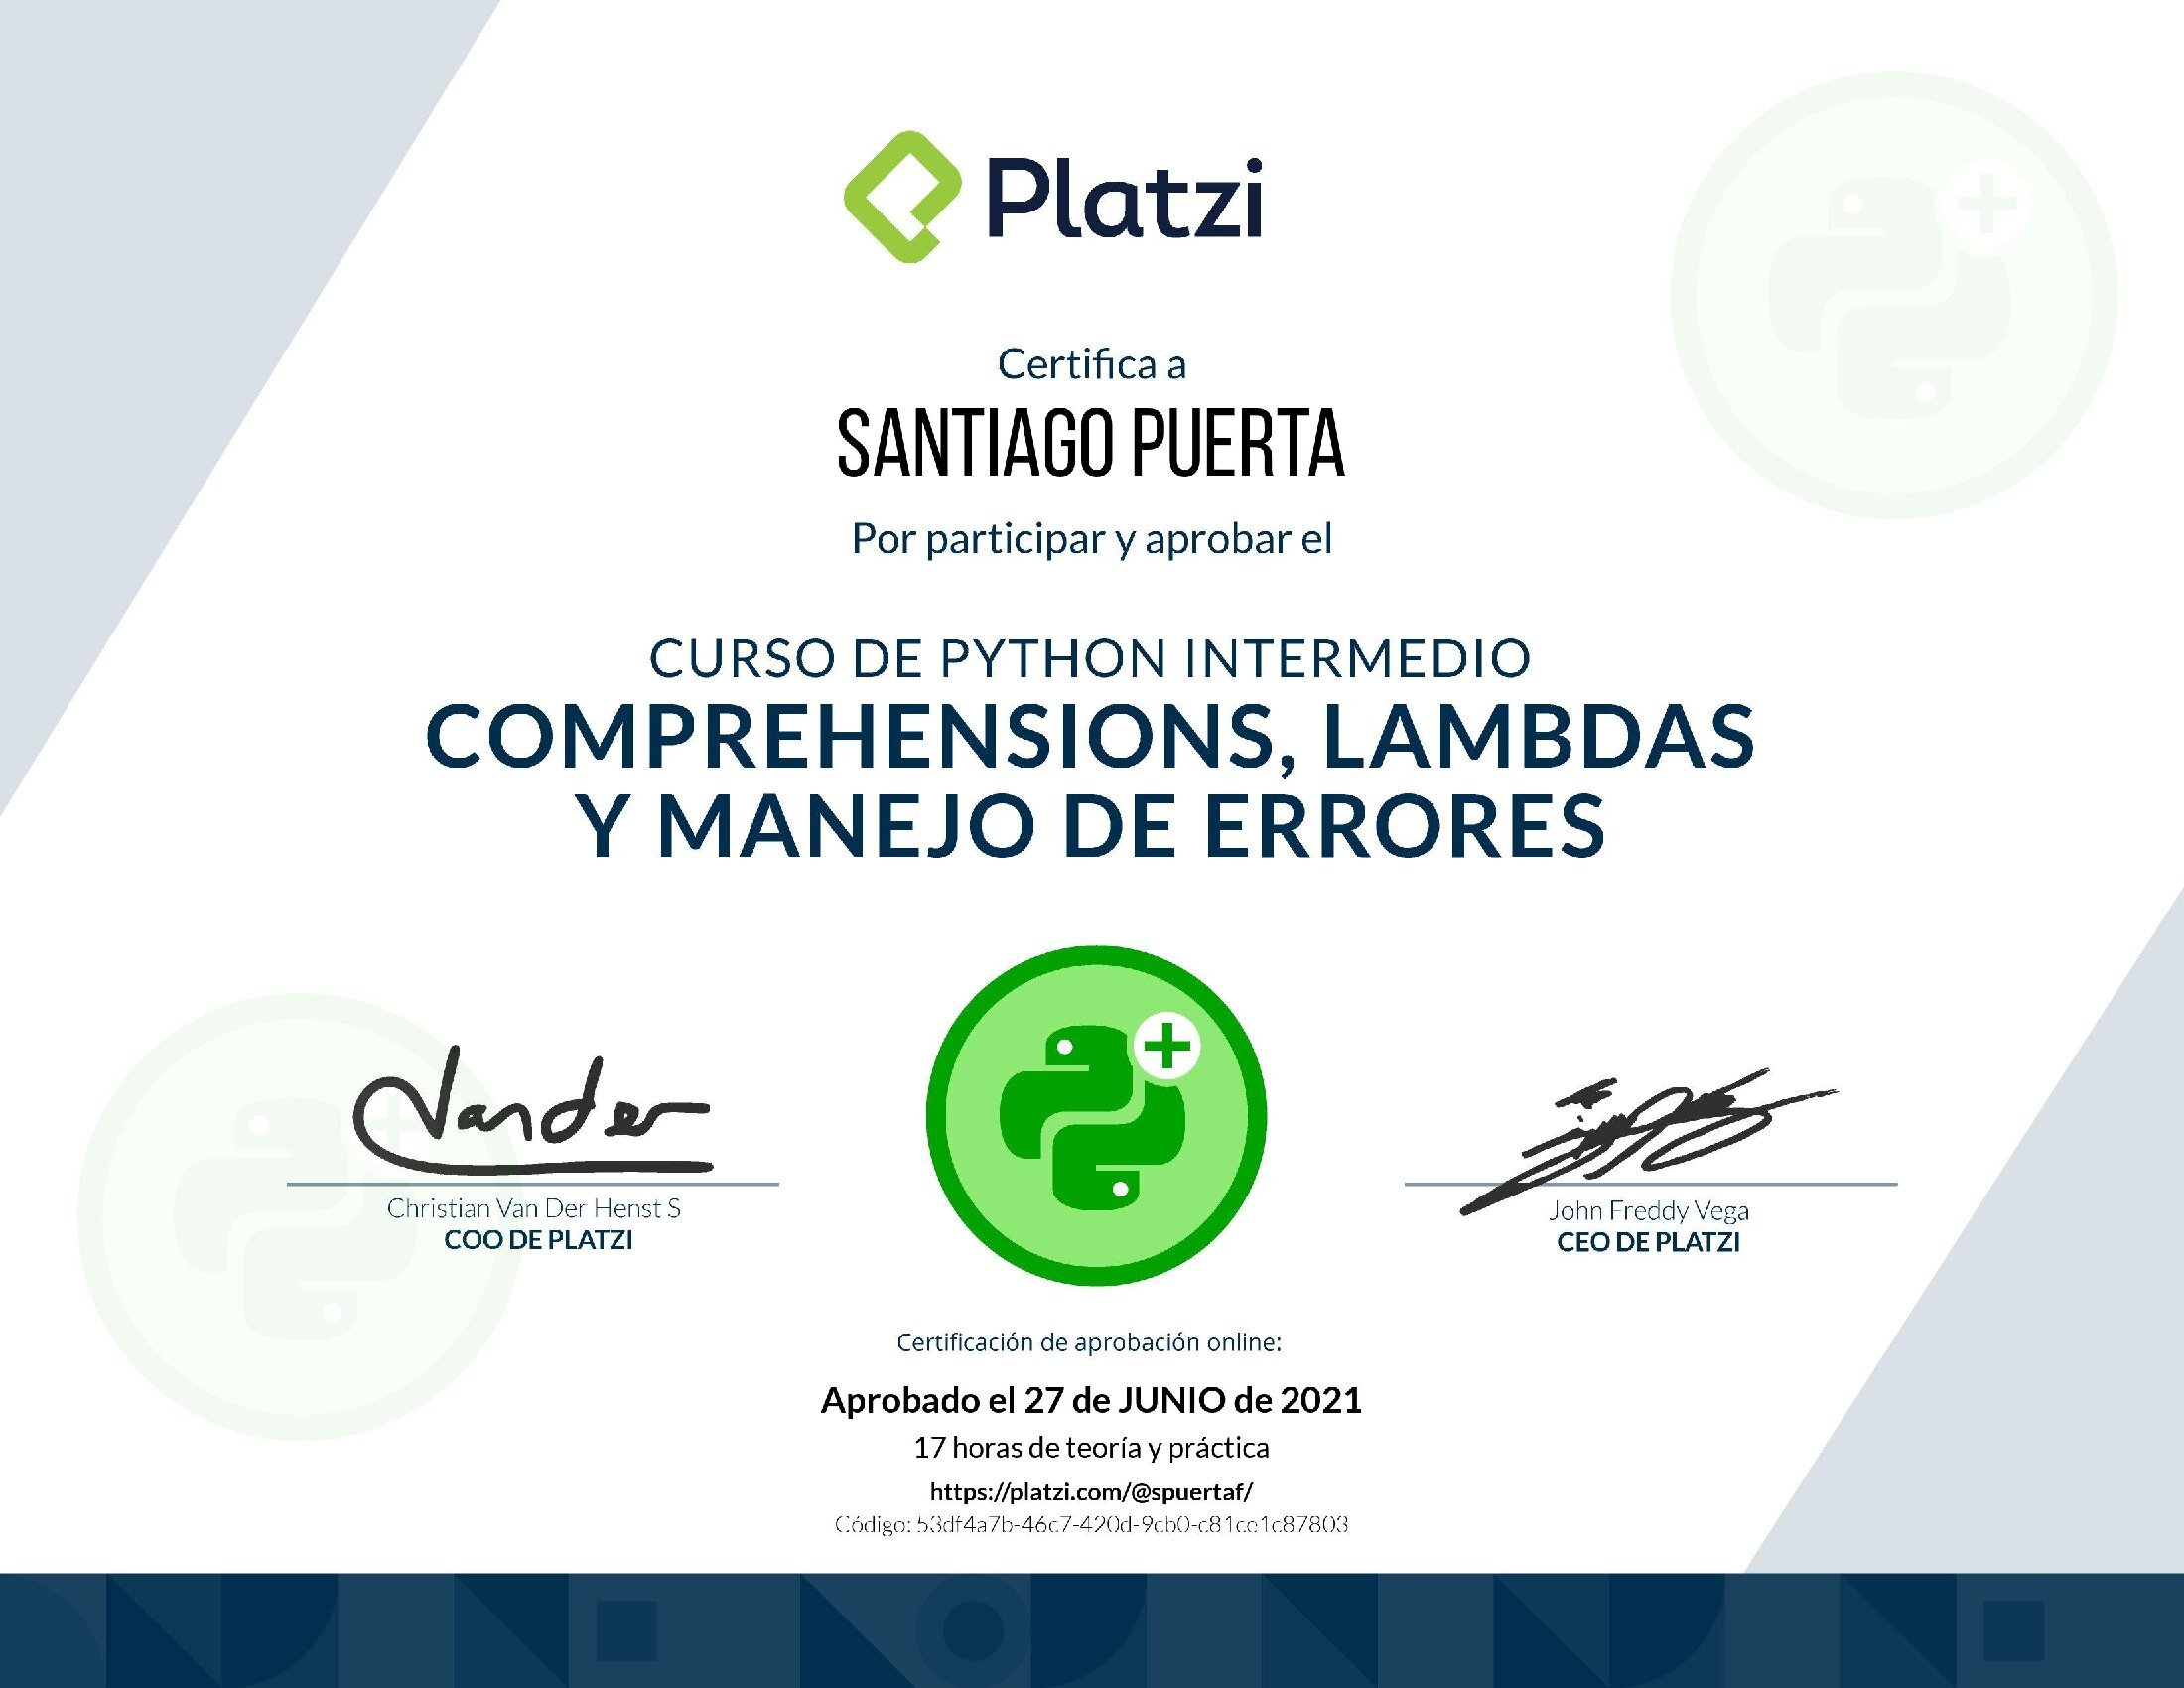 Platzi
Certifica a
SANTIAGO PUERTA
Por participar y aprobar el
CURSO DE PYTHON INTERMEDIO
COMPREHENSIONS, LAMBDAS
Y MANEJO DE ERRORES
Vander
Christian Van Der Henst S
COO DE PLATZI
John Freddy Vega
CEO DE PLATZI
Certificación de aprobación online:
Aprobado el 27 de JUNIO de 2021
17 horas de teoría y práctica
https://platzi.com/@spuertaf/
Código: 53df4a7b-46c7-420d-9cb0-c81ce1c87803